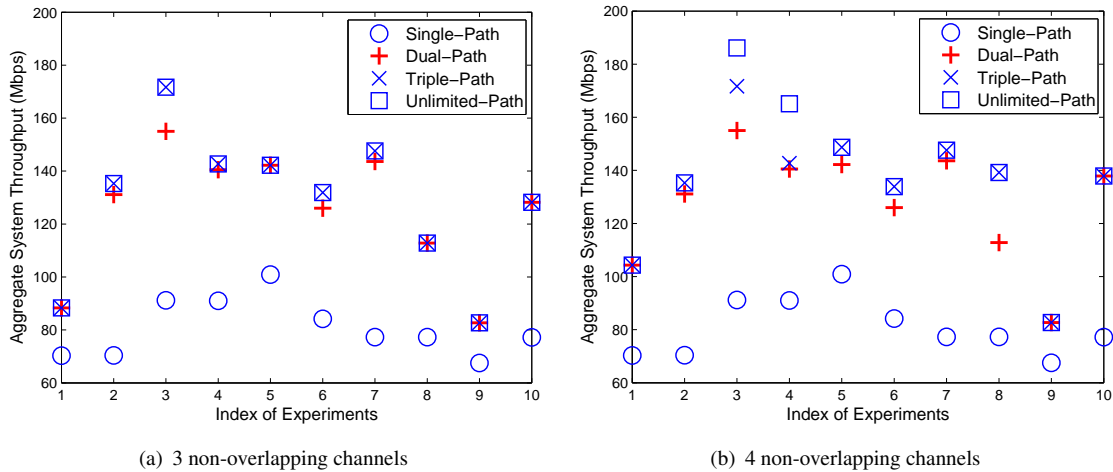 200
180
160
140
120
100
80
60
Aggregate System Throughput (Mbps)
1 2 3 4 5 6 7 8 9 10
Index of Experiments
Single−Path
Dual−Path
Triple−Path
Unlimited−Path
(a) 3 non-overlapping channels
200
180
160
140
120
100
80
60
Aggregate System Throughput (Mbps)
1 2 3 4 5 6 7 8 9 10
Index of Experiments
Single−Path
Dual−Path
Triple−Path
Unlimited−Path
(b) 4 non-overlapping channels